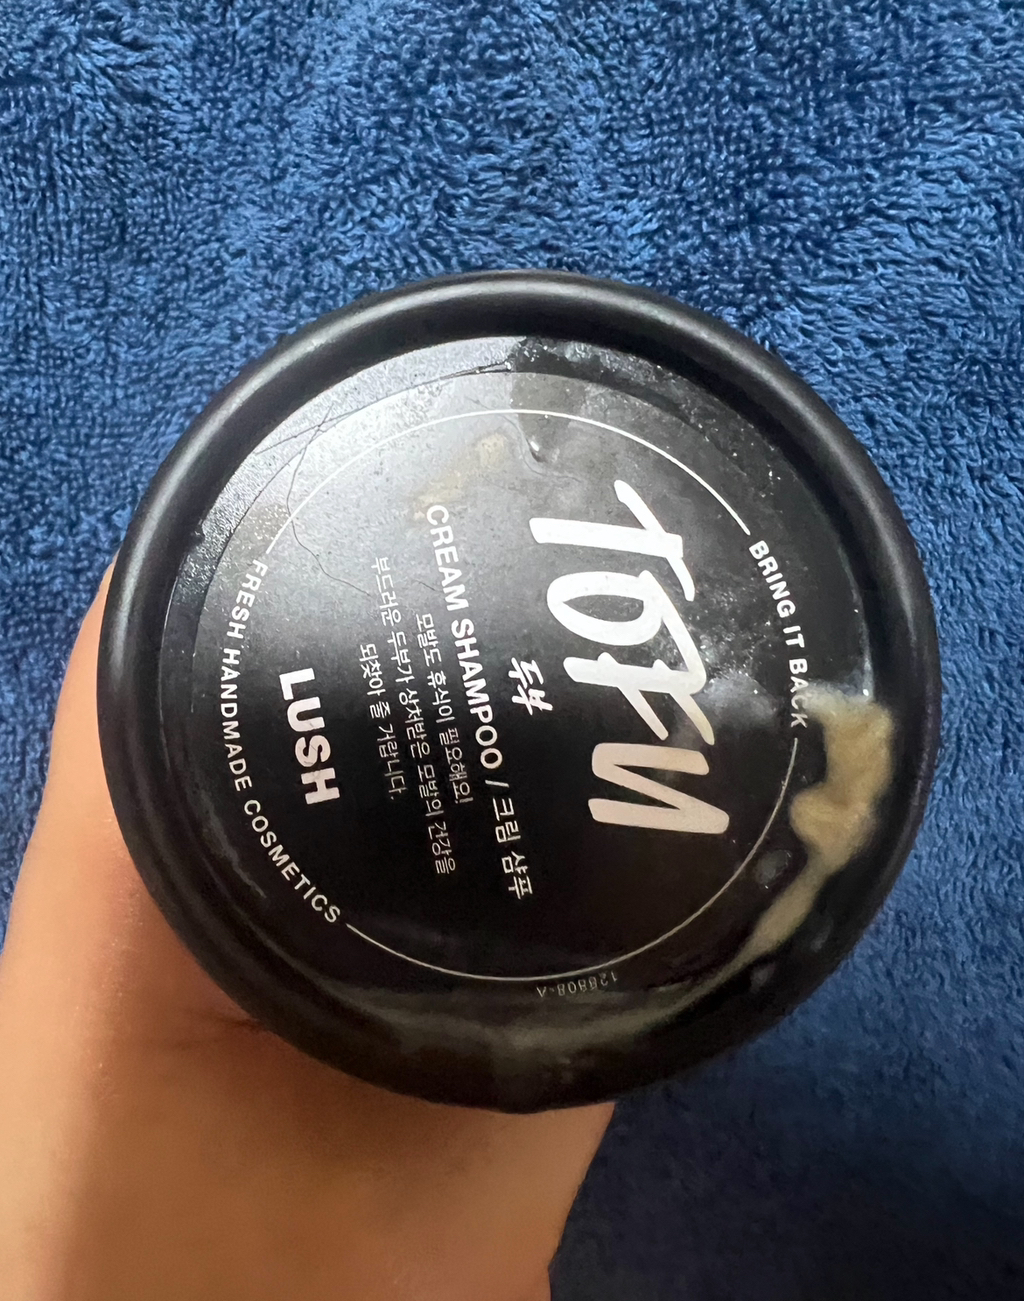 BRING IT BACK
TOFU
두부
CREAM SHAMPOO / 크림 샴푸
모발도 휴식이 필요해요!
부드러운 두부가 상처받은 모발의 건강을
되찾아 줄 거랍니다.
LUSH
FRESH HANDMADE COSMETICS
128808-A